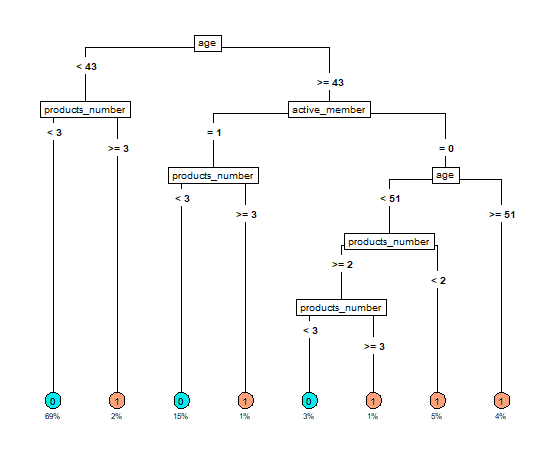 age
< 43
>= 43
products_number
active_member
< 3
>= 3
= 1
= 0
products_number
age
< 3
>= 3
< 51
>= 51
products_number
>= 2
< 2
products_number
< 3
>= 3
0 1 0 1 0 1 1 1
69% 2% 15% 1% 3% 1% 5% 4%